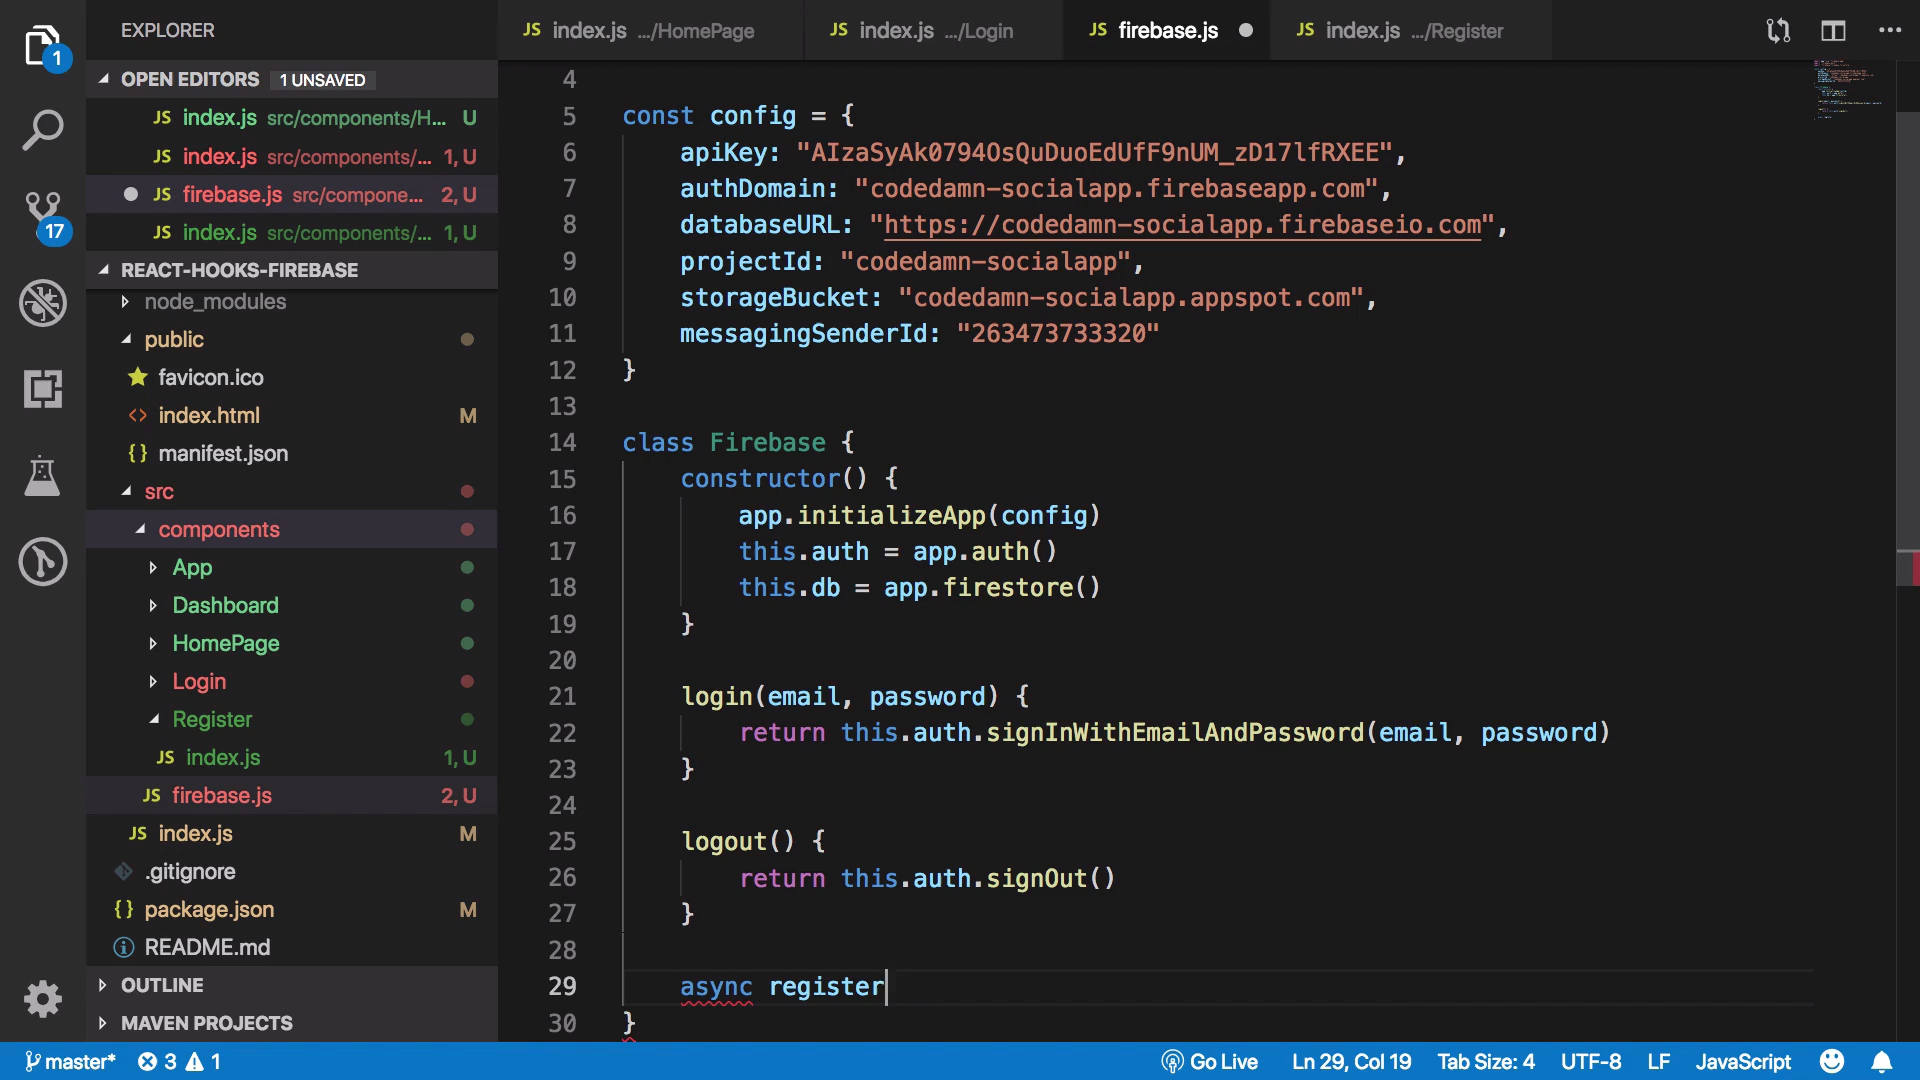 EXPLORER
OPEN EDITORS 1 UNSAVED
JS index.js src/components/H... U
JS index.js src/components/... 1, U
JS firebase.js src/compone... 2, U
JS index.js src/components/... 1, U
REACT-HOOKS-FIREBASE
node_modules
public
favicon.ico
<> index.html M
{} manifest.json
src
components
App
Dashboard
HomePage
Login
Register
JS index.js 1, U
JS firebase.js 2, U
JS index.js M
.gitignore
{} package.json M
README.md
OUTLINE
MAVEN PROJECTS
1
17
JS index.js .../HomePage
JS index.js .../Login
JS firebase.js
JS index.js .../Register
4
5 const config = {
6 apiKey: "AIzaSyAk0794OsQuDuoEdUfF9nUM_zD17lfRXEE",
7 authDomain: "codedamn-socialapp.firebaseapp.com",
8 databaseURL: "https://codedamn-socialapp.firebaseio.com",
9 projectId: "codedamn-socialapp",
10 storageBucket: "codedamn-socialapp.appspot.com",
11 messagingSenderId: "263473733320"
12 }
13
14 class Firebase {
15 constructor() {
16 app.initializeApp(config)
17 this.auth = app.auth()
18 this.db = app.firestore()
19 }
20
21 login(email, password) {
22 return this.auth.signInWithEmailAndPassword(email, password)
23 }
24
25 logout() {
26 return this.auth.signOut()
27 }
28
29 async register
30 }
master* 3 1 Go Live Ln 29, Col 19 Tab Size: 4 UTF-8 LF JavaScript